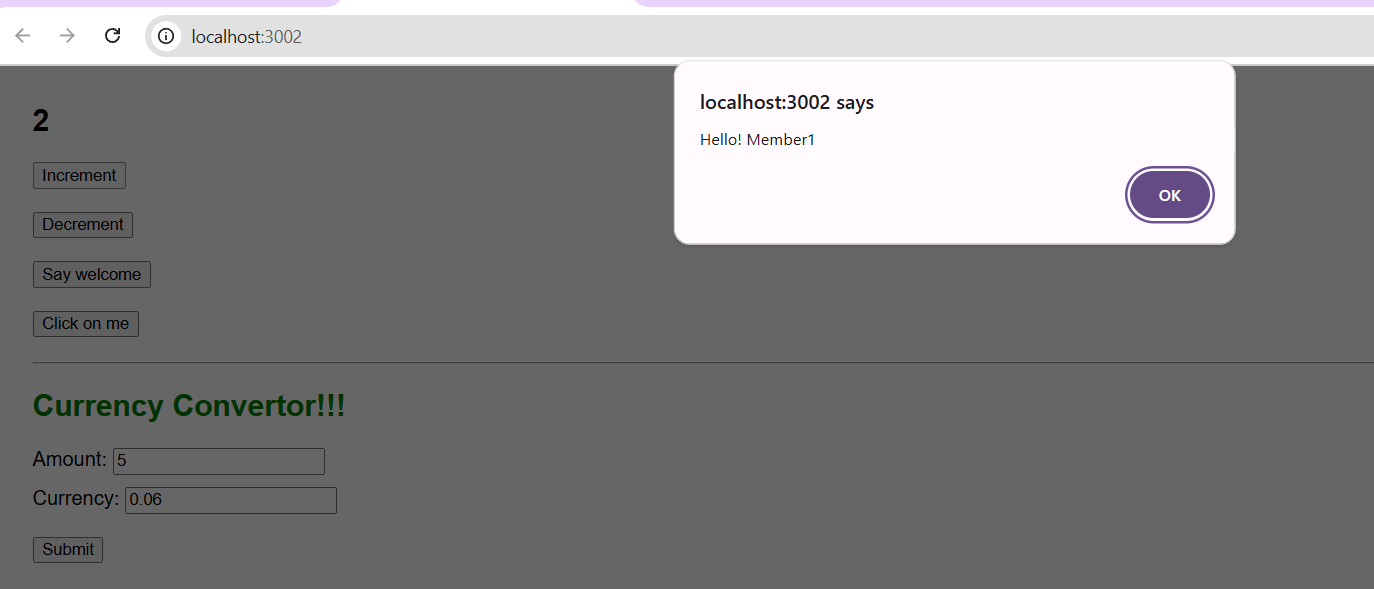 localhost:3002
localhost:3002 says
Hello! Member1
OK
2
Increment
Decrement
Say welcome
Click on me
Currency Convertor!!!
Amount: 5
Currency: 0.06
Submit